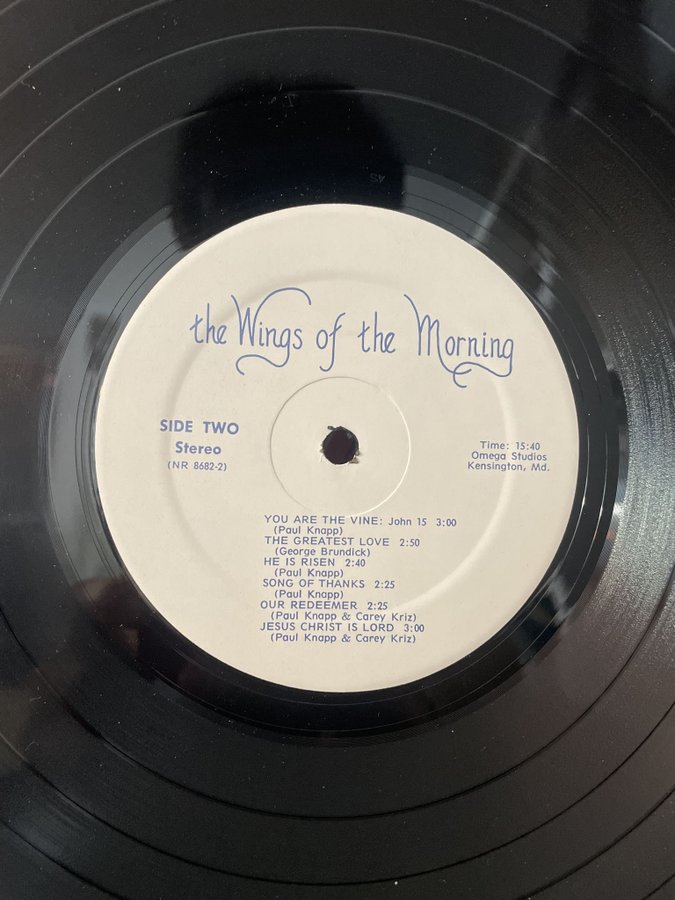 the Wings of the Morning
SIDE TWO
Stereo
(NR 8682-2)
Time: 15:40
Omega Studios
Kensington, Md.
YOU ARE THE VINE: John 15 3:00
(Paul Knapp)
THE GREATEST LOVE 2:50
(George Brundick)
HE IS RISEN 2:40
(Paul Knapp)
SONG OF THANKS 2:25
(Paul Knapp)
OUR REDEEMER 2:25
(Paul Knapp & Carey Kriz)
JESUS CHRIST IS LORD 3:00
(Paul Knapp & Carey Kriz)